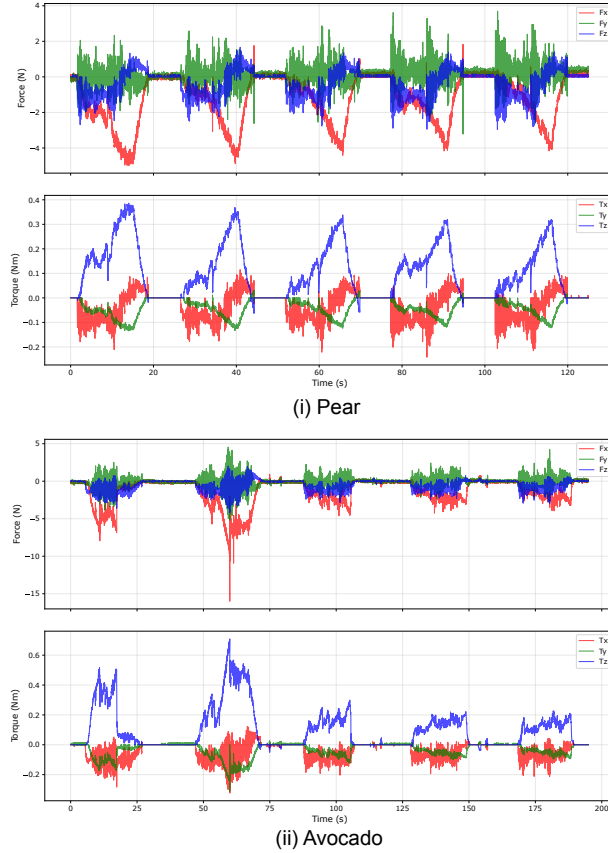 Fx
Fy
Fz
Force (N)
4
2
0
−2
−4
Tx
Ty
Tz
Torque (Nm)
0.4
0.3
0.2
0.1
0.0
−0.1
−0.2
0 20 40 60 80 100 120
Time (s)
(i) Pear
Fx
Fy
Fz
Force (N)
5
0
−5
−10
−15
Tx
Ty
Tz
Torque (Nm)
0.6
0.4
0.2
0.0
−0.2
0 25 50 75 100 125 150 175 200
Time (s)
(ii) Avocado